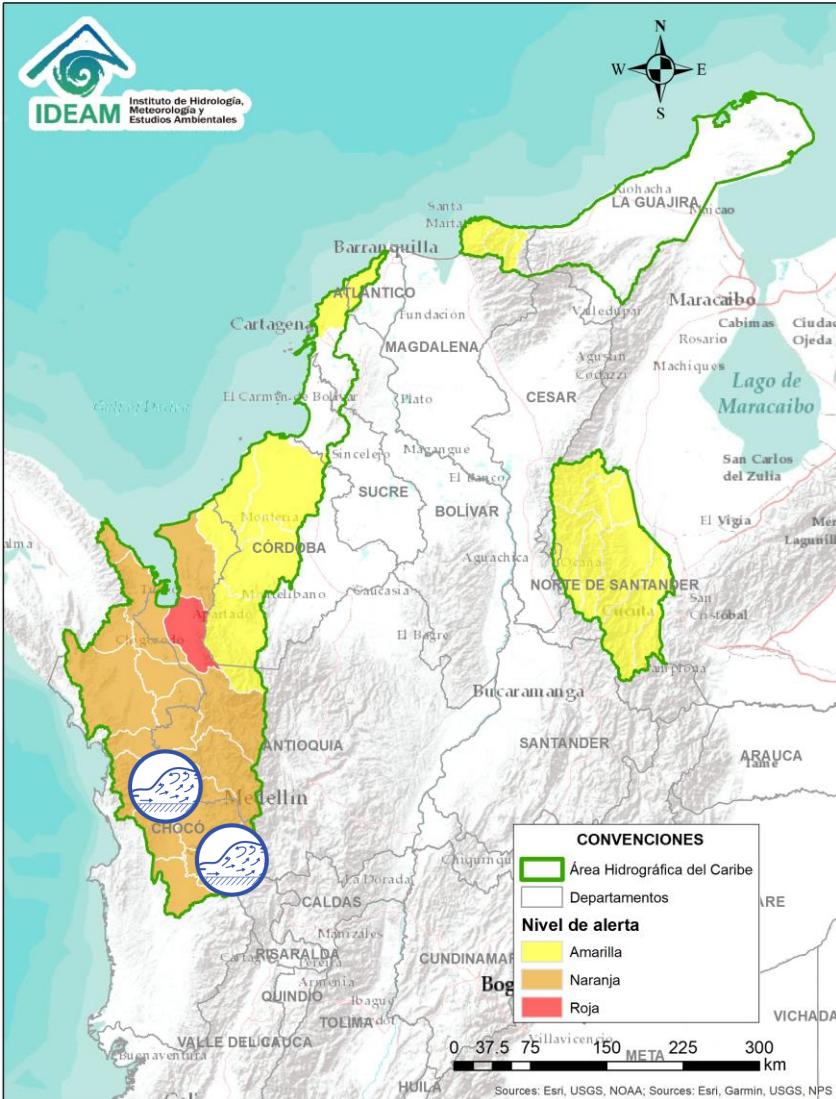 IDEAM
Instituto de Hidrología,
Meteorología y
Estudios Ambientales
N
W
E
S
Riohacha
LA GUAJIRA
Maicao
Santa
Marta
Barranquilla
ATLÁNTICO
Maracaibo
Cartagena
Fundación
Valledupar
Cabimas
Ciudad
Ojeda
Rosario
MAGDALENA
Machiques
Agustín
Codazzi
Lago de
Maracaibo
El Carmen de Bolívar
Plato
CESAR
Sincelejo
Magangué
San Carlos
del Zulia
El Banco
SUCRE
BOLÍVAR
Montería
El Vigía
CÓRDOBA
Aguachica
Ocaña
NORTE DE SANTANDER
Montelíbano
Caucasia
Turbo
Apartadó
Cúcuta
San
Cristóbal
Chigorodó
El Bagre
Pamplona
Bucaramanga
ANTIOQUIA
SANTANDER
ARAUCA
Tame
Medellín
CHOCÓ
La Dorada
CALDAS
Manizales
RISARALDA
Pereira
Armenia
QUINDÍO
Ibagué
TOLIMA
VALLE DEL CAUCA
Buenaventura
Villavicencio
META
VICHADA
HUILA
CONVENCIONES
Área Hidrográfica del Caribe
Departamentos
Nivel de alerta
Amarilla
Naranja
Roja
0 37.5 75 150 225 300
km
Sources: Esri, USGS, NOAA; Sources: Esri, Garmin, USGS, NPS